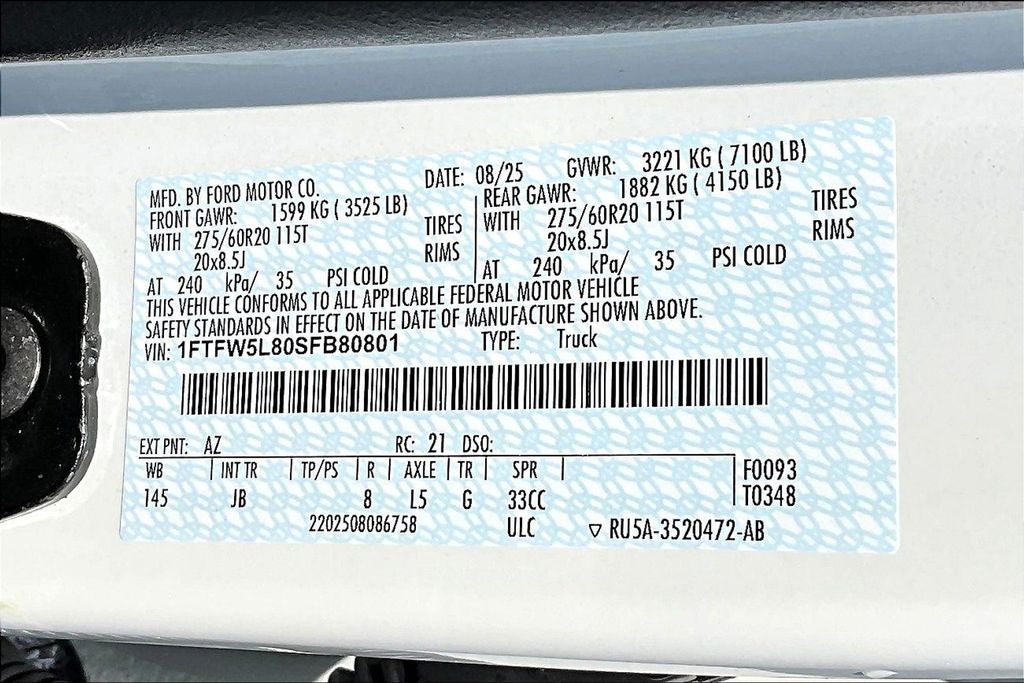 MFD. BY FORD MOTOR CO. DATE: 08/25 GVWR: 3221 KG ( 7100 LB)
FRONT GAWR: 1599 KG ( 3525 LB) REAR GAWR: 1882 KG ( 4150 LB)
WITH 275/60R20 115T TIRES WITH 275/60R20 115T TIRES
20x8.5J RIMS 20x8.5J RIMS
AT 240 kPa/ 35 PSI COLD AT 240 kPa/ 35 PSI COLD
THIS VEHICLE CONFORMS TO ALL APPLICABLE FEDERAL MOTOR VEHICLE
SAFETY STANDARDS IN EFFECT ON THE DATE OF MANUFACTURE SHOWN ABOVE.
VIN: 1FTFW5L80SFB80801 TYPE: Truck
EXT PNT: AZ RC: 21 DSO:
WB INT TR TP/PS R AXLE TR SPR F0093
145 JB 8 L5 G 33CC T0348
2202508086758 ULC ▽ RU5A-3520472-AB